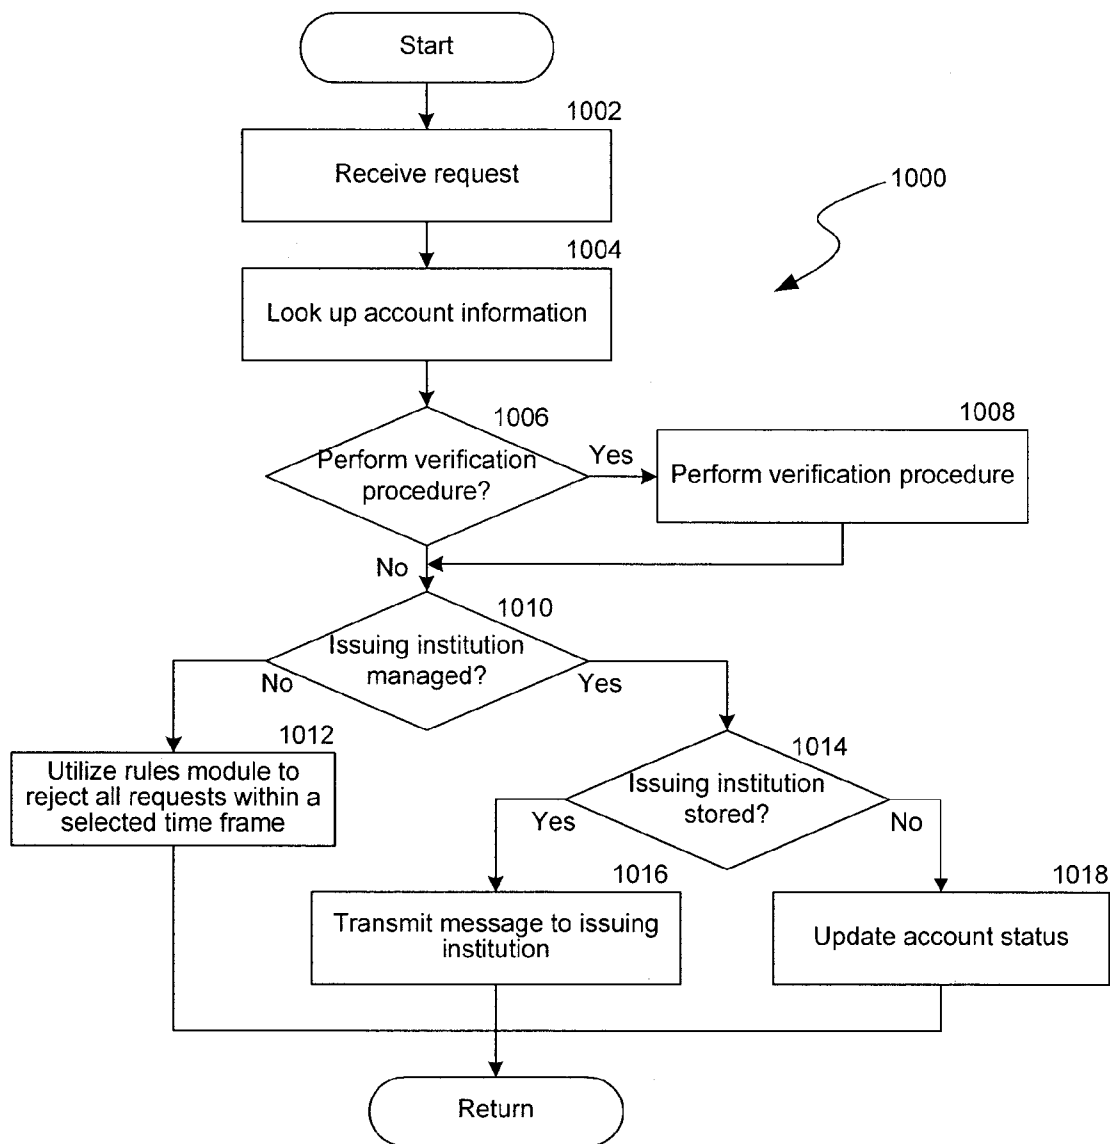 Start
1002
Receive request
1000
1004
Look up account information
1006
Perform verification
procedure?
Yes
1008
Perform verification procedure
No
1010
Issuing institution
managed?
No
Yes
1012
Utilize rules module to
reject all requests within a
selected time frame
1014
Issuing institution
stored?
Yes
No
1016
Transmit message to issuing
institution
1018
Update account status
Return